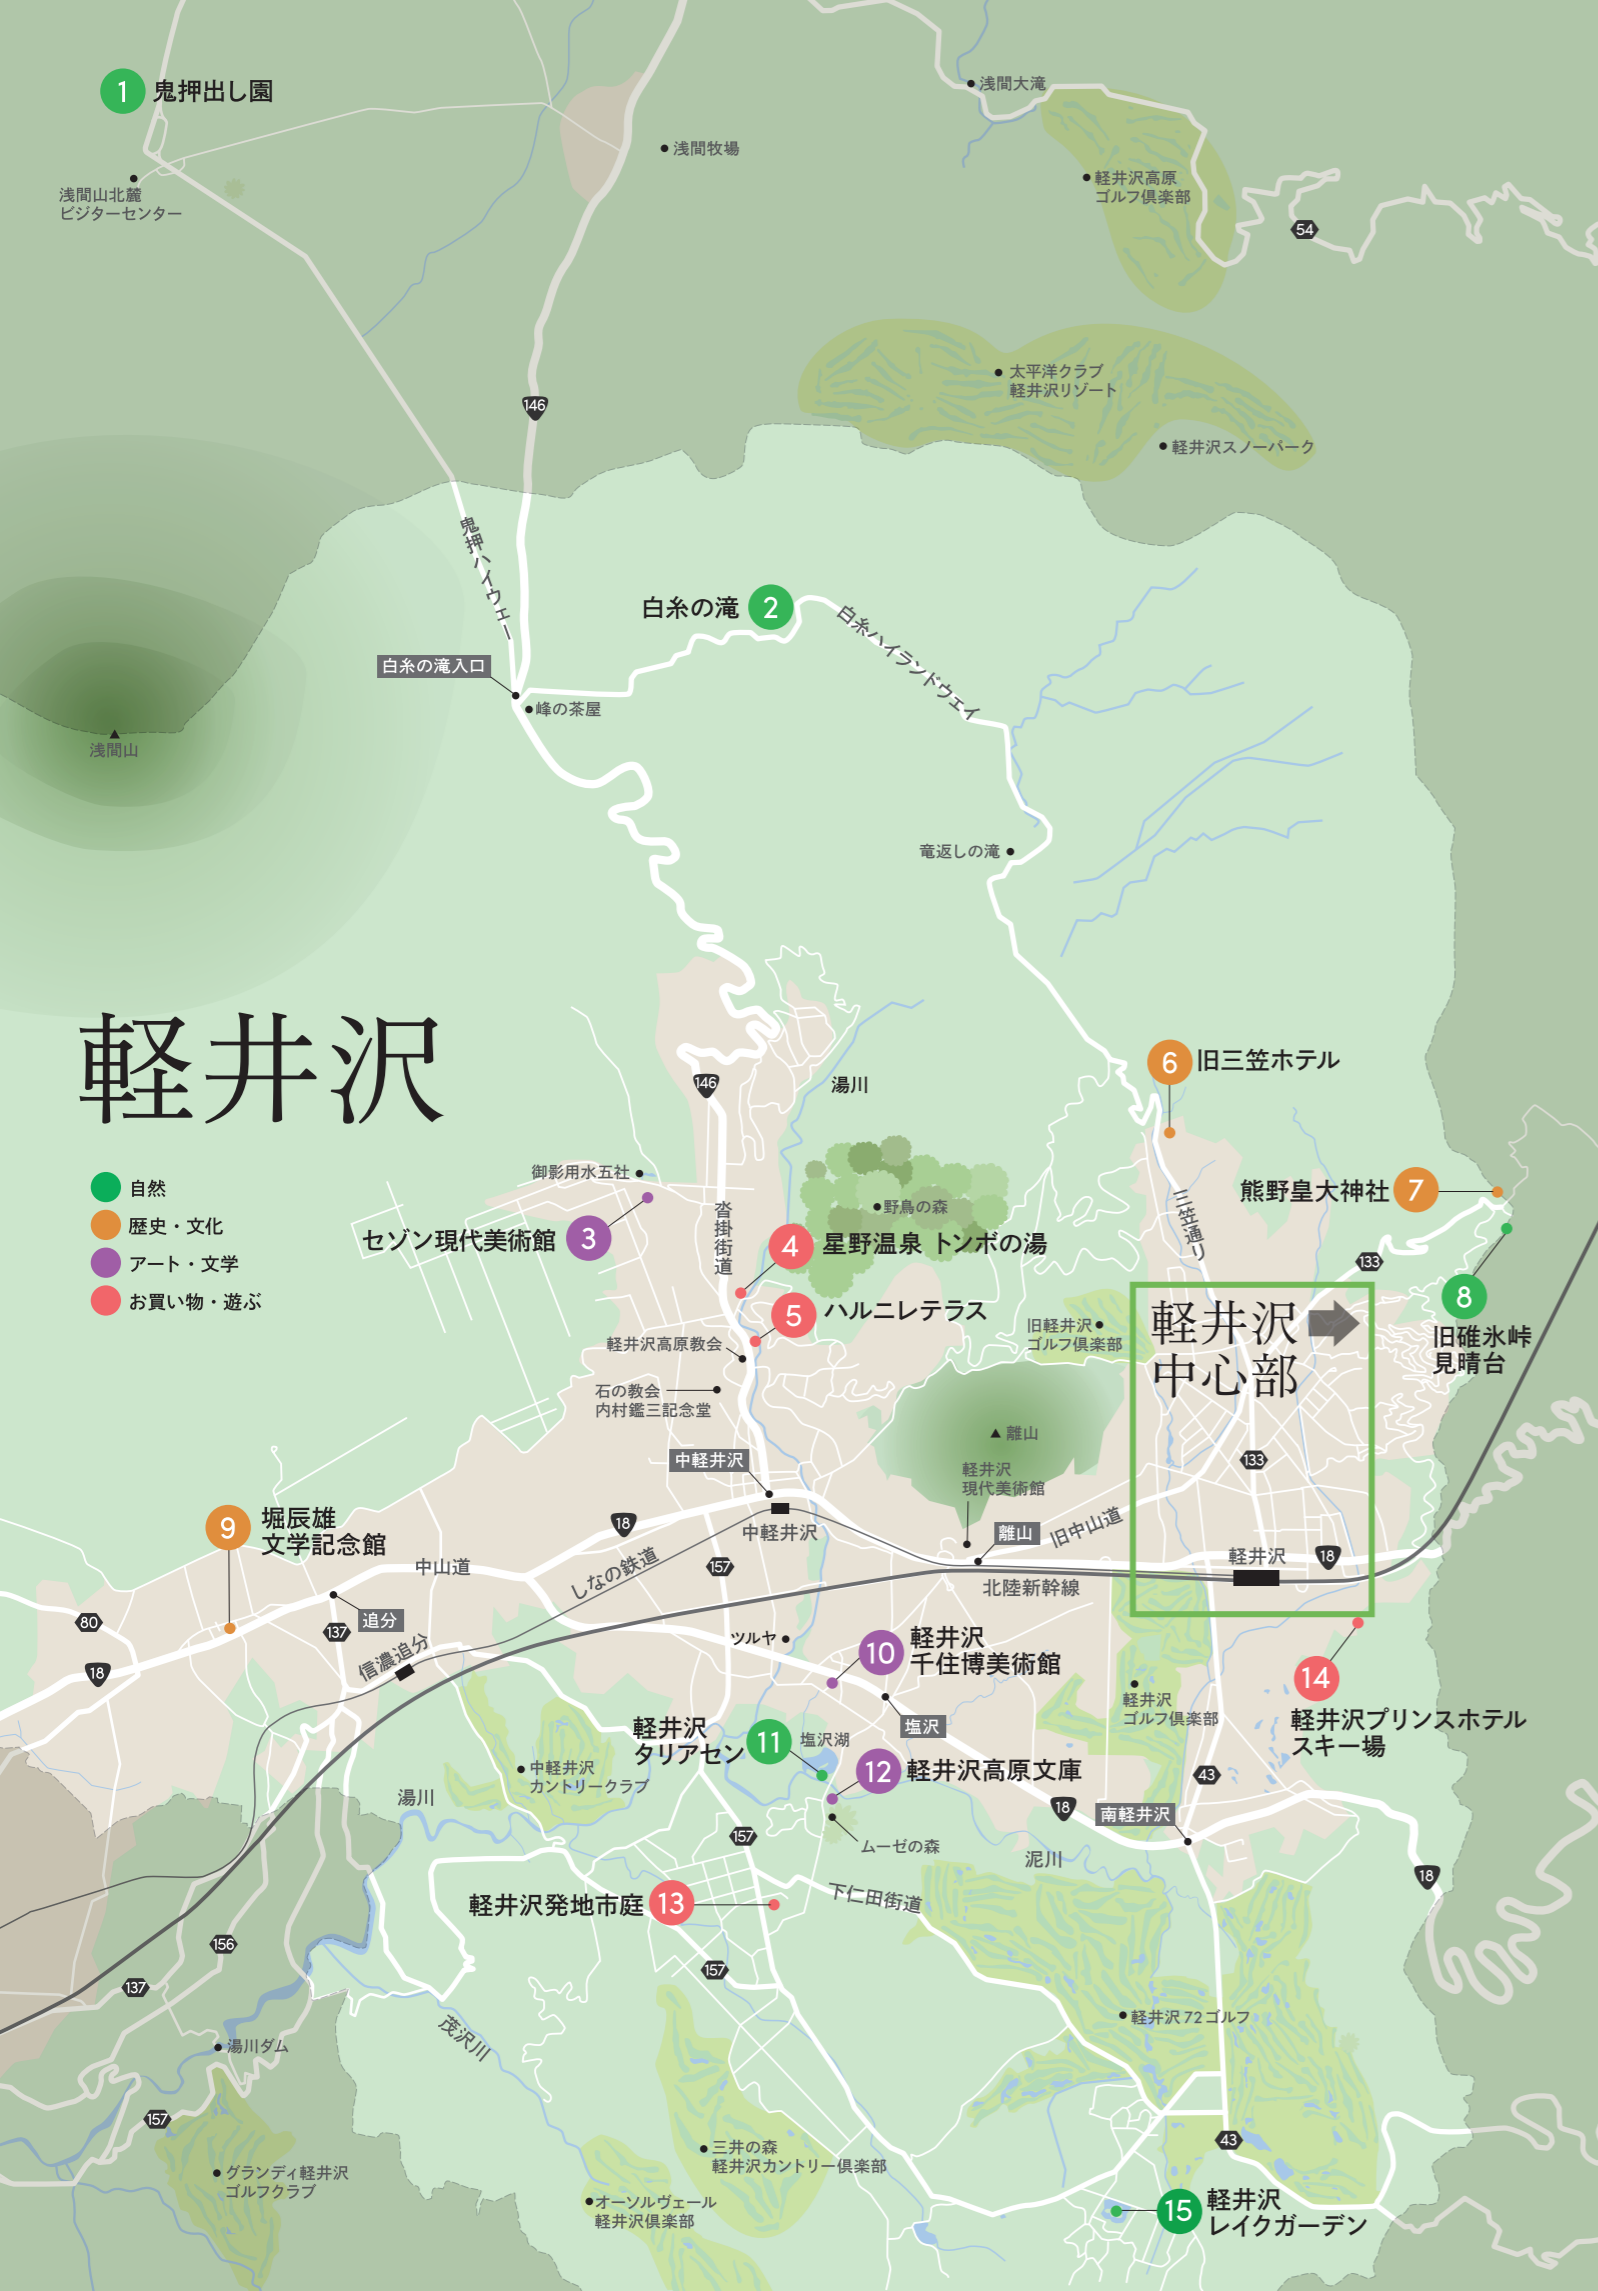 1 鬼押出し園
浅間大滝
浅間牧場
浅間山北麓
ビジターセンター
軽井沢高原
ゴルフ倶楽部
54
太平洋クラブ
軽井沢リゾート
146
軽井沢スノーパーク
鬼押ハイウェー
白糸の滝 2
白糸ハイランドウェイ
白糸の滝入口
峰の茶屋
浅間山
竜返しの滝
軽井沢
自然
歴史・文化
アート・文学
お買い物・遊ぶ
146
湯川
6 旧三笠ホテル
御影用水五社
セゾン現代美術館 3
沓掛街道
野鳥の森
4 星野温泉 トンボの湯
5 ハルニレテラス
三笠通り
熊野皇大神社 7
133
8
旧碓氷峠
見晴台
軽井沢
中心部
旧軽井沢
ゴルフ倶楽部
軽井沢高原教会
石の教会
内村鑑三記念堂
離山
軽井沢
現代美術館
133
中軽井沢
中軽井沢
離山
旧中山道
軽井沢
18
北陸新幹線
9 堀辰雄
文学記念館
18
中山道
しなの鉄道
157
80
18
137
追分
信濃追分
ツルヤ
10 軽井沢
千住博美術館
塩沢
軽井沢
ゴルフ倶楽部
14
軽井沢プリンスホテル
スキー場
軽井沢
タリアセン 11
塩沢湖
12 軽井沢高原文庫
43
中軽井沢
カントリークラブ
湯川
18
南軽井沢
157
ムーゼの森
泥川
18
軽井沢発地市庭 13
下仁田街道
156
137
157
茂沢川
軽井沢72ゴルフ
湯川ダム
157
43
グランディ軽井沢
ゴルフクラブ
三井の森
軽井沢カントリー倶楽部
オーソルヴェール
軽井沢倶楽部
15 軽井沢
レイクガーデン